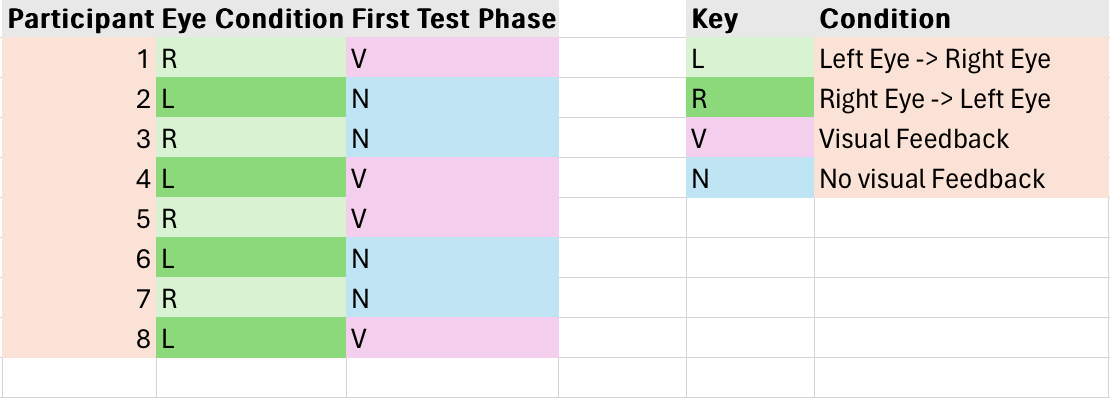 Participant Eye Condition First Test Phase Key Condition
1 R V L Left Eye -> Right Eye
2 L N R Right Eye -> Left Eye
3 R N V Visual Feedback
4 L V N No visual Feedback
5 R V
6 L N
7 R N
8 L V